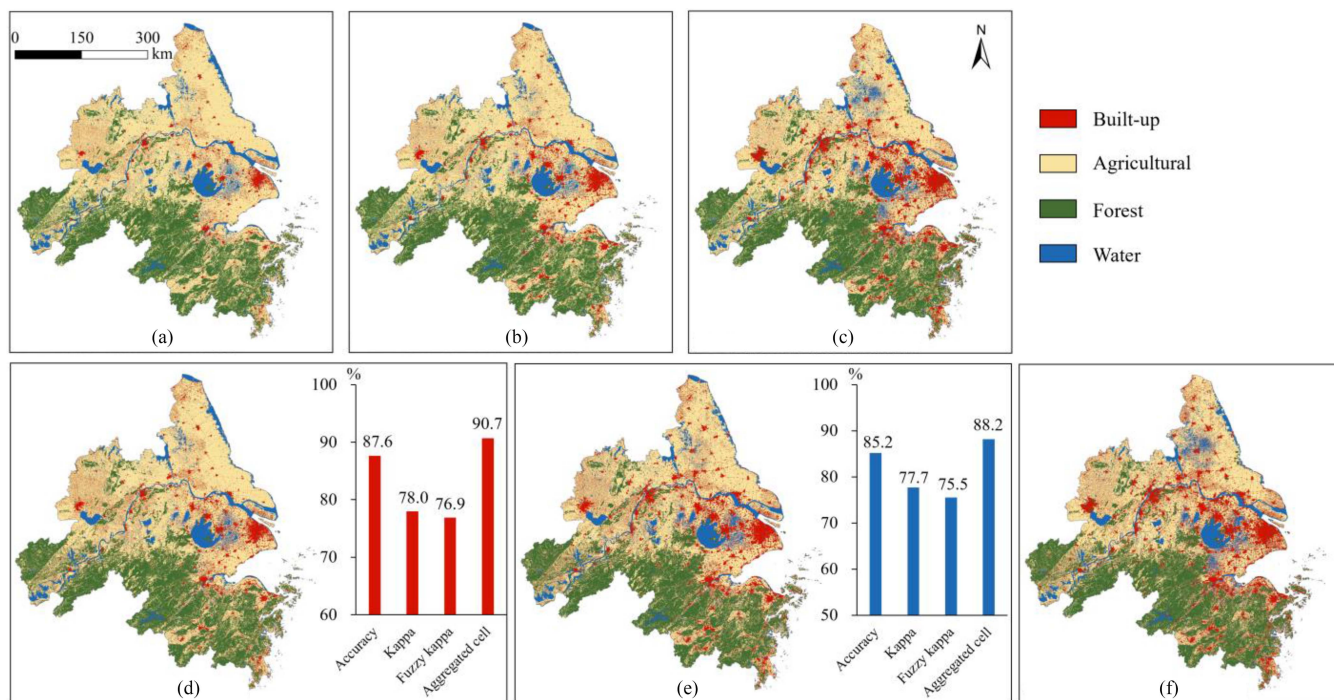 0 150 300
km
N
(a)
(b)
(c)
Built-up
Agricultural
Forest
Water
%
100
90
80
70
60
87.6
78.0
76.9
90.7
Accuracy
Kappa
Fuzzy kappa
Aggregated cell
(d)
%
100
90
80
70
60
50
85.2
77.7
75.5
88.2
Accuracy
Kappa
Fuzzy kappa
Aggregated cell
(e)
(f)